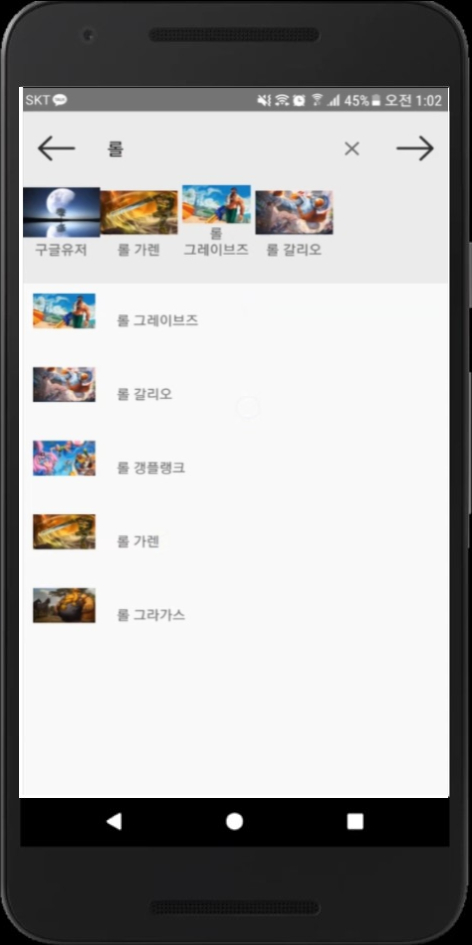 SKT 45% 오전 1:02
롤
구글유저
롤 가렌
롤
그레이브즈
롤 갈리오
롤 그레이브즈
롤 갈리오
롤 갱플랭크
롤 가렌
롤 그라가스